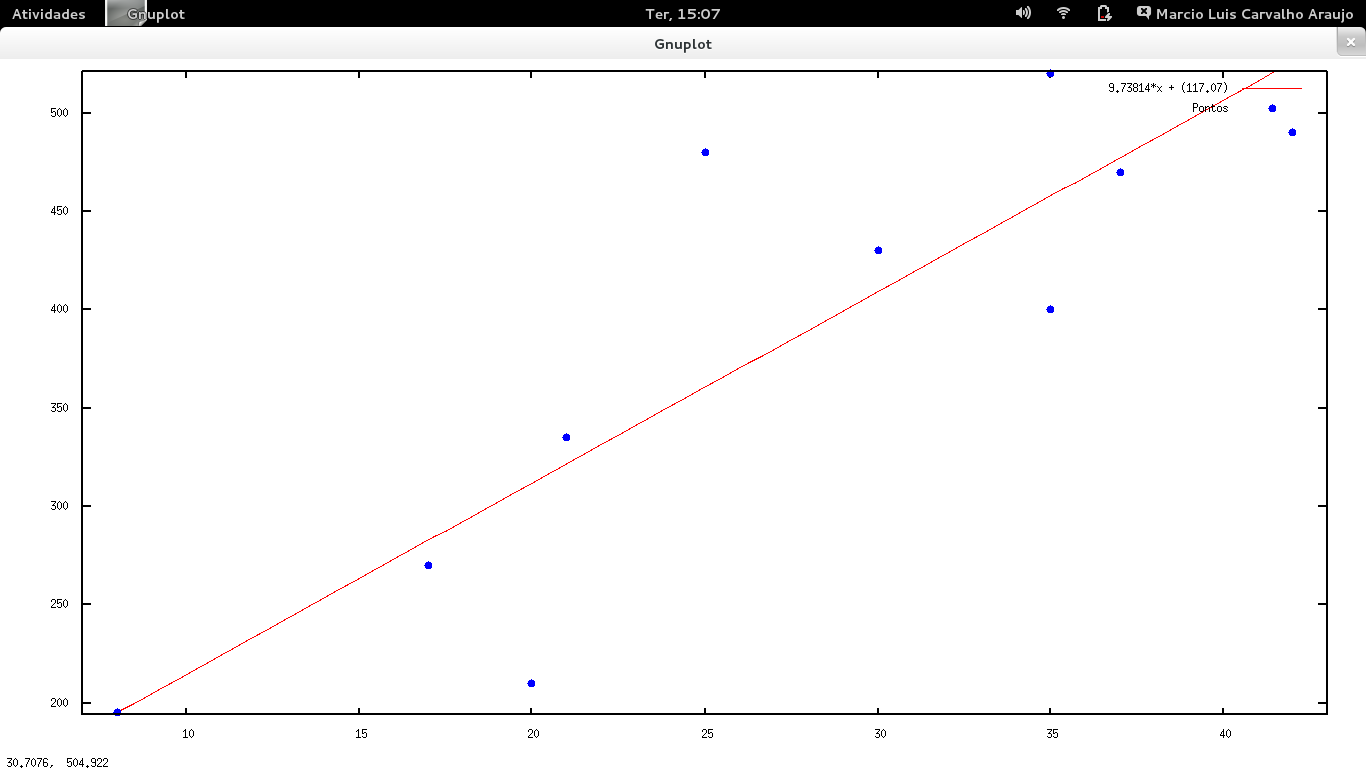 Atividades Gnuplot Ter, 15:07 Marcio Luis Carvalho Araujo
Gnuplot
9.73814*x + (117.07)
Pontos
500
450
400
350
300
250
200
10 15 20 25 30 35 40
30.7076, 504.922